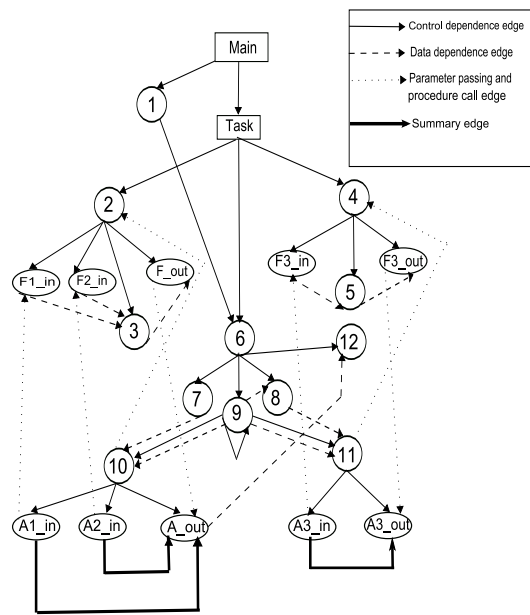 Main
Control dependence edge
Data dependence edge
Parameter passing and
procedure call edge
Summary edge
1
Task
2
4
F1_in
F2_in
F_out
F3_in
F3_out
5
3
6
12
7
8
9
10
11
A1_in
A2_in
A_out
A3_in
A3_out